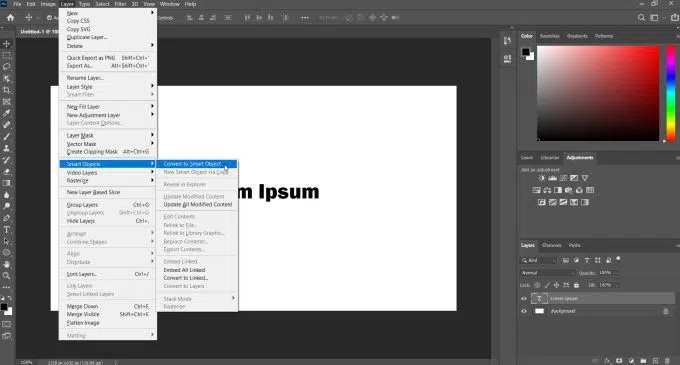 Ps File Edit Image Layer Type Select Filter 3D View
Controls
Untitled-1 @ 100
New
Copy CSS
Copy SVG
Duplicate Layer...
Delete
Quick Export as PNG Shift+Ctrl+'
Export As... Alt+Shift+Ctrl+'
Rename Layer...
Layer Style
Smart Filter
New Fill Layer
New Adjustment Layer
Layer Content Options...
Layer Mask
Vector Mask
Create Clipping Mask Alt+Ctrl+G
Smart Objects
Video Layers
Rasterize
New Layer Based Slice
Group Layers Ctrl+G
Ungroup Layers Shift+Ctrl+G
Hide Layers Ctrl+,
Arrange
Combine Shapes
Align
Distribute
Lock Layers... Ctrl+/
Link Layers
Select Linked Layers
Merge Down Ctrl+E
Merge Visible Shift+Ctrl+E
Flatten Image
Matting
Convert to Smart Object
New Smart Object via Copy
Reveal in Explorer
Update Modified Content
Update All Modified Content
Edit Contents
Relink to File...
Relink to Library Graphic...
Replace Contents...
Export Contents...
Embed Linked
Embed All Linked
Convert to Linked...
Convert to Layers
Stack Mode
Rasterize
m Ipsum
100%
Color Swatches Gradients Patterns
Learn Libraries Adjustments
Add an adjustment
Layers Channels Paths
Kind
Normal Opacity: 100%
Lock: Fill: 100%
T Lorem Ipsum
Background